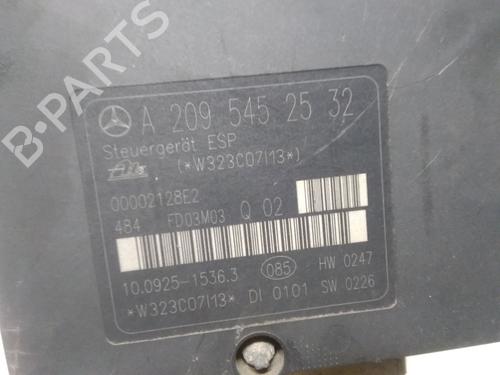 B-PARTS
A 209 545 25 32
Steuergerät ESP
Ate (*W323C07I13*)
00002128E2
484 FD03M03 Q 02
10.0925-1536.3 085 HW 0247
*W323C07I13* DI 0101 SW 0226